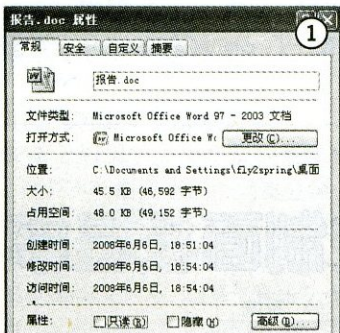 报告.doc 属性
①
常规 安全 自定义 摘要
报告.doc
文件类型: Microsoft Office Word 97 - 2003 文档
打开方式: Microsoft Office Wo 更改(C)...
位置: C:\Documents and Settings\fly2spring\桌面
大小: 45.5 KB (46,592 字节)
占用空间: 48.0 KB (49,152 字节)
创建时间: 2008年6月6日, 18:51:04
修改时间: 2008年6月6日, 18:54:04
访问时间: 2008年6月6日, 18:54:04
属性: 只读(R) 隐藏(H) 高级(D)...